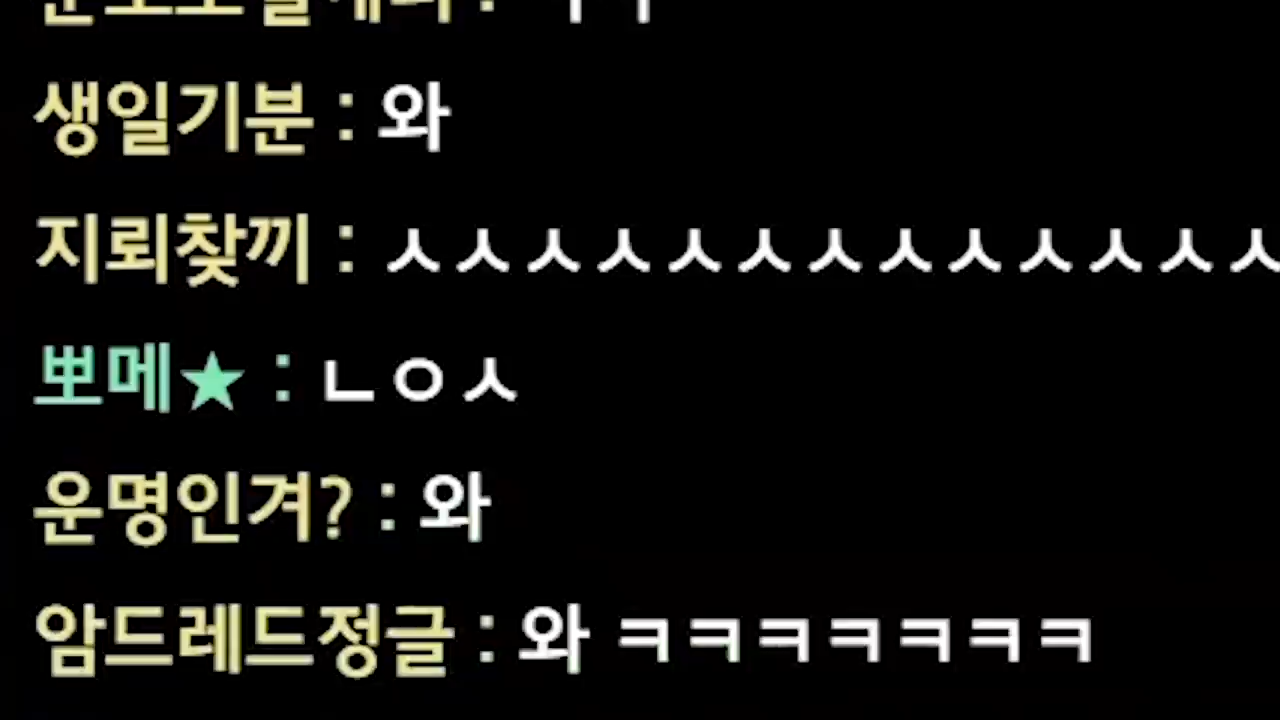 생일기분 : 와
지뢰찾끼 : ㅅㅅㅅㅅㅅㅅㅅㅅㅅㅅㅅㅅㅅ
뽀메★ : ㄴㅇㅅ
운명인겨? : 와
암드레드정글 : 와 ㅋㅋㅋㅋㅋㅋㅋ